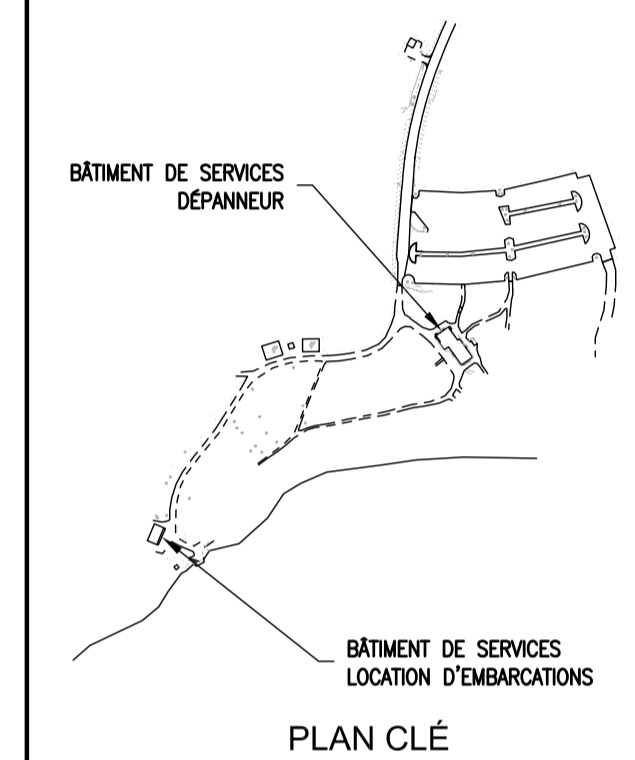 BÂTIMENT DE SERVICES
DÉPANNEUR
BÂTIMENT DE SERVICES
LOCATION D'EMBARCATIONS
PLAN CLÉ